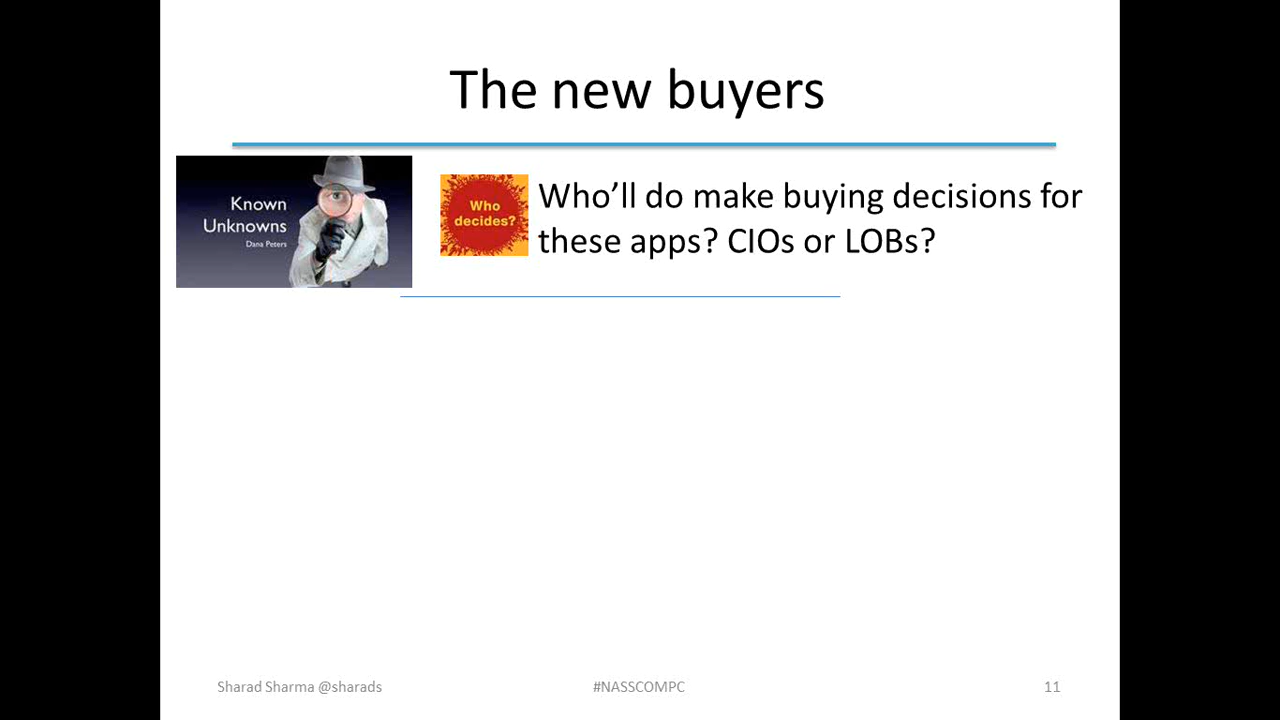 The new buyers
Known
Unknowns
Dana Peters
Who
decides?
Who’ll do make buying decisions for
these apps? CIOs or LOBs?
Sharad Sharma @sharads
#NASSCOMPC
11